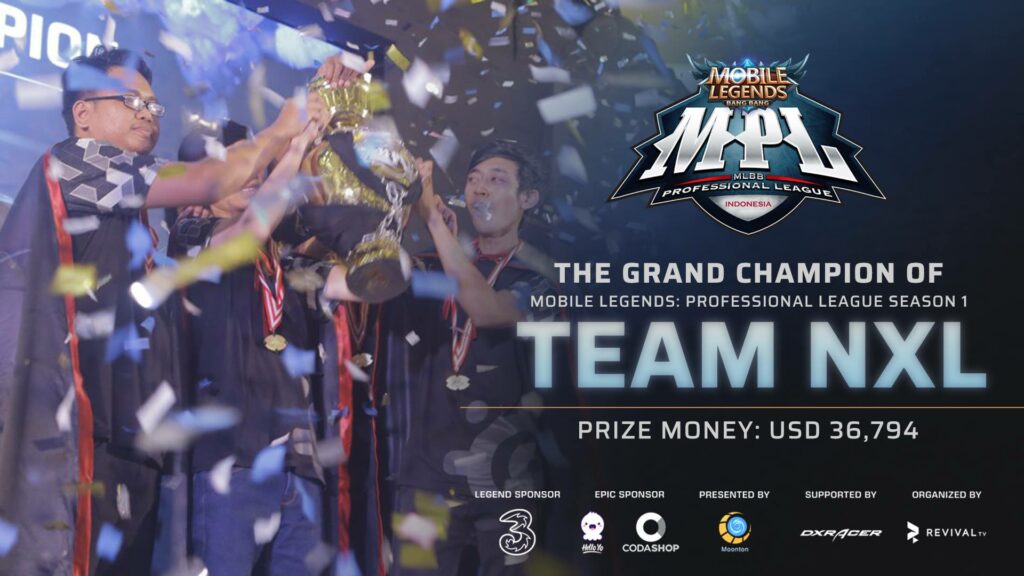 PION
MOBILE
LEGENDS
BANG BANG
MPL
MLBB
PROFESSIONAL LEAGUE
INDONESIA
THE GRAND CHAMPION OF
MOBILE LEGENDS: PROFESSIONAL LEAGUE SEASON 1
TEAM NXL
PRIZE MONEY: USD 36,794
LEGEND SPONSOR EPIC SPONSOR PRESENTED BY SUPPORTED BY ORGANIZED BY
3 Hello Yo CODASHOP Moonton DXRACER REVIVAL TV